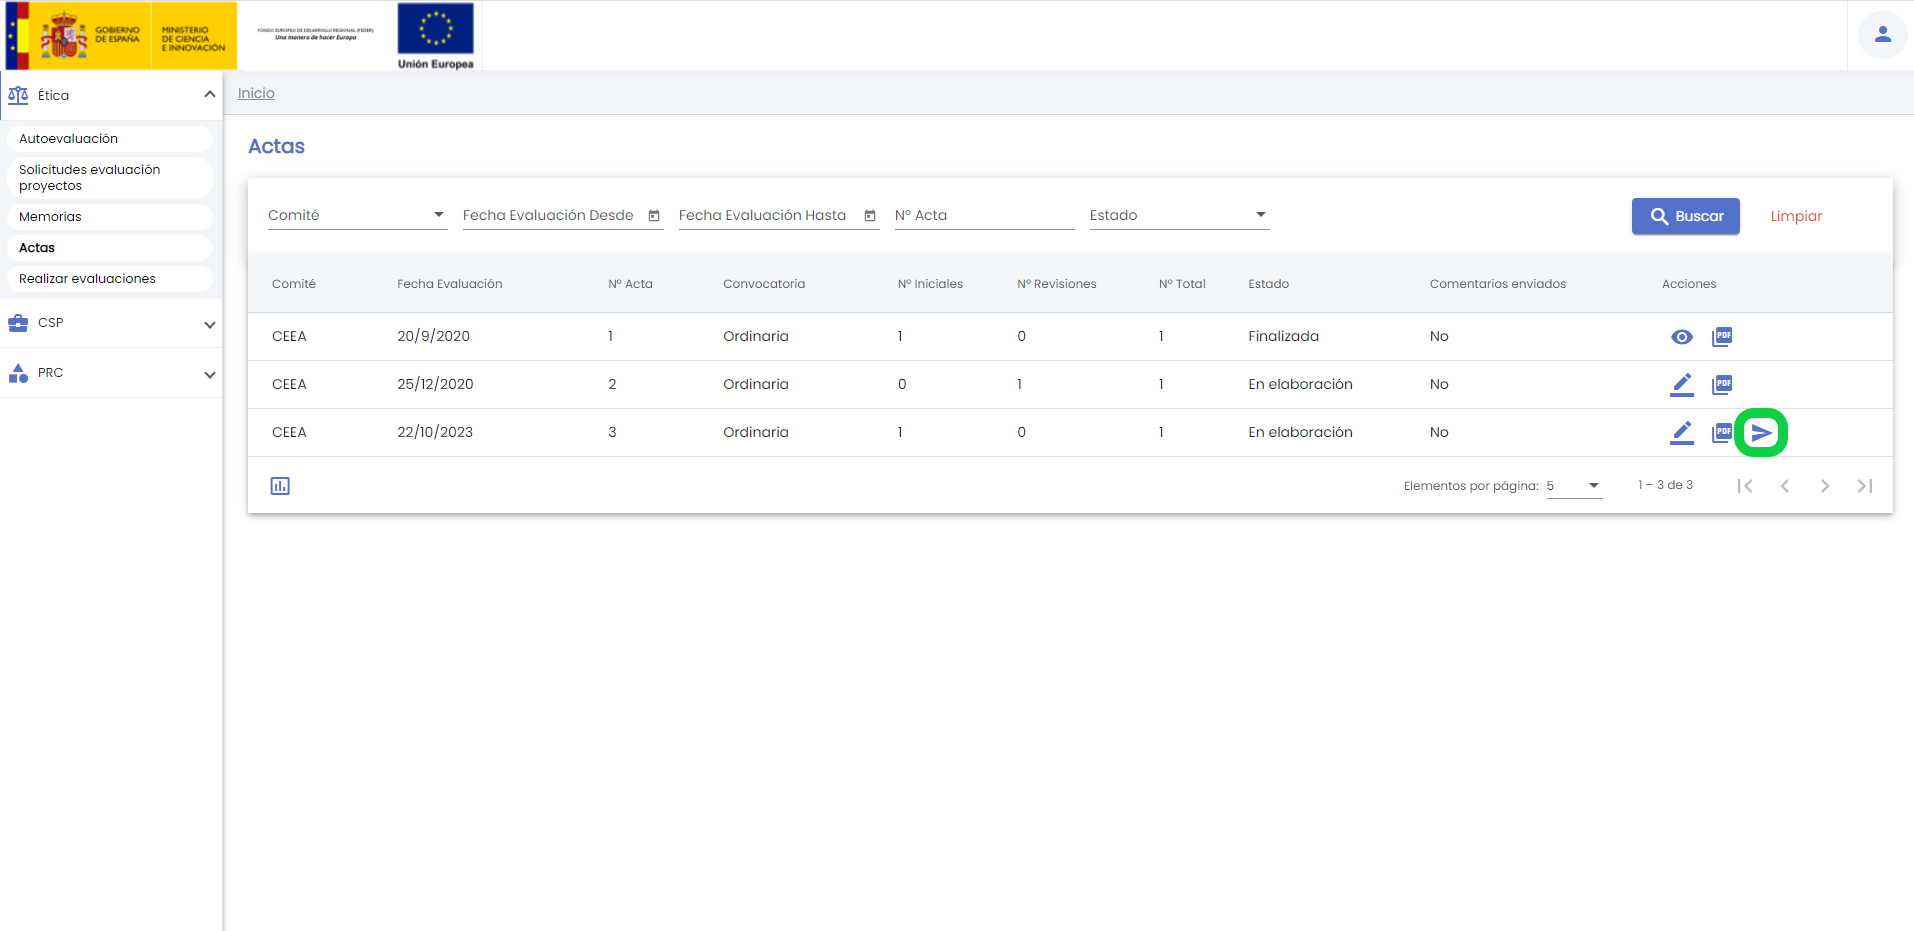 GOBIERNO
DE ESPAÑA
MINISTERIO
DE CIENCIA
E INNOVACIÓN
FONDO EUROPEO DE DESARROLLO REGIONAL (FEDER)
Una manera de hacer Europa
Unión Europea
Ética
Inicio
Autoevaluación
Solicitudes evaluación
proyectos
Memorias
Actas
Realizar evaluaciones
CSP
PRC
Actas
Comité Fecha Evaluación Desde Fecha Evaluación Hasta Nº Acta Estado Buscar Limpiar
Comité Fecha Evaluación Nº Acta Convocatoria Nº Iniciales Nº Revisiones Nº Total Estado Comentarios enviados Acciones
CEEA 20/9/2020 1 Ordinaria 1 0 1 Finalizada No PDF
CEEA 25/12/2020 2 Ordinaria 0 1 1 En elaboración No PDF
CEEA 22/10/2023 3 Ordinaria 1 0 1 En elaboración No PDF
Elementos por página: 5 1 – 3 de 3